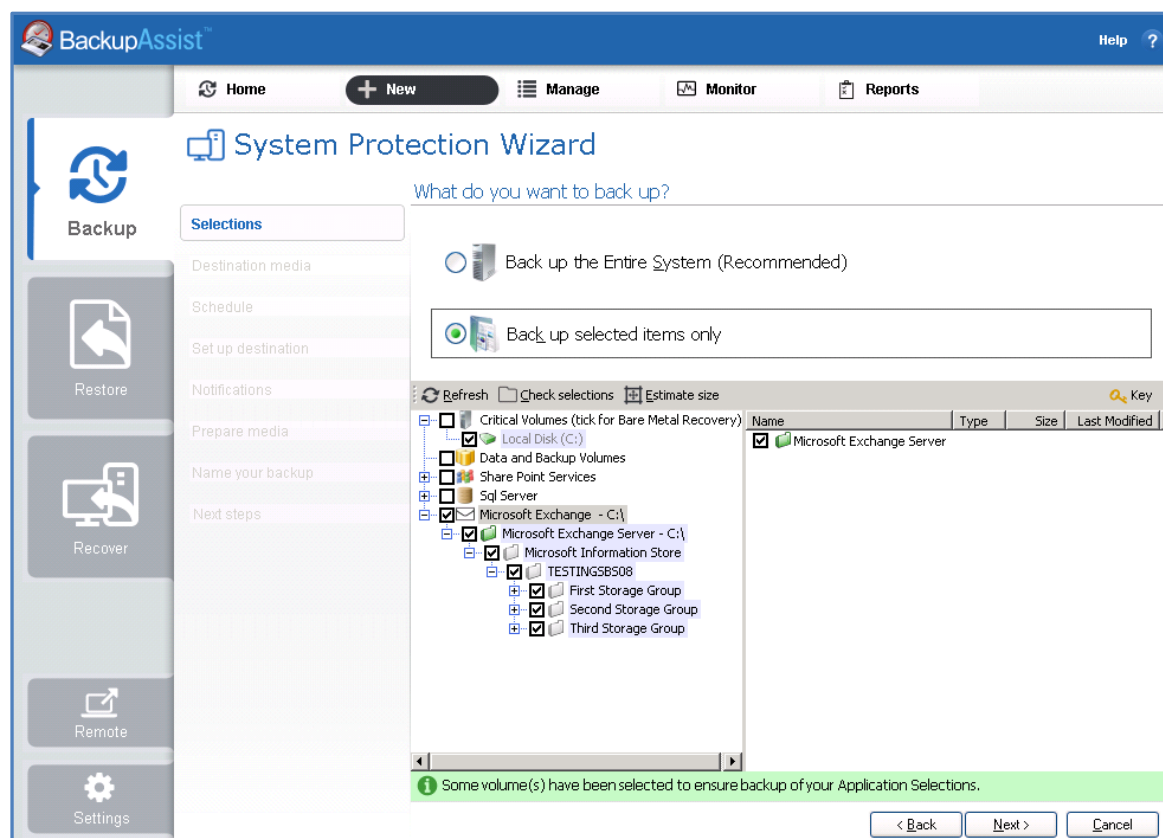 BackupAssist™
Help ?
Home New Manage Monitor Reports
System Protection Wizard
What do you want to back up?
Backup
Restore
Recover
Remote
Settings
Selections
Destination media
Schedule
Set up destination
Notifications
Prepare media
Name your backup
Next steps
Back up the Entire System (Recommended)
Back up selected items only
Refresh Check selections Estimate size Key
Critical Volumes (tick for Bare Metal Recovery)
Local Disk (C:)
Data and Backup Volumes
Share Point Services
Sql Server
Microsoft Exchange - C:\
Microsoft Exchange Server - C:\
Microsoft Information Store
TESTINGSBS08
First Storage Group
Second Storage Group
Third Storage Group
Name Type Size Last Modified
Microsoft Exchange Server
Some volume(s) have been selected to ensure backup of your Application Selections.
< Back Next > Cancel